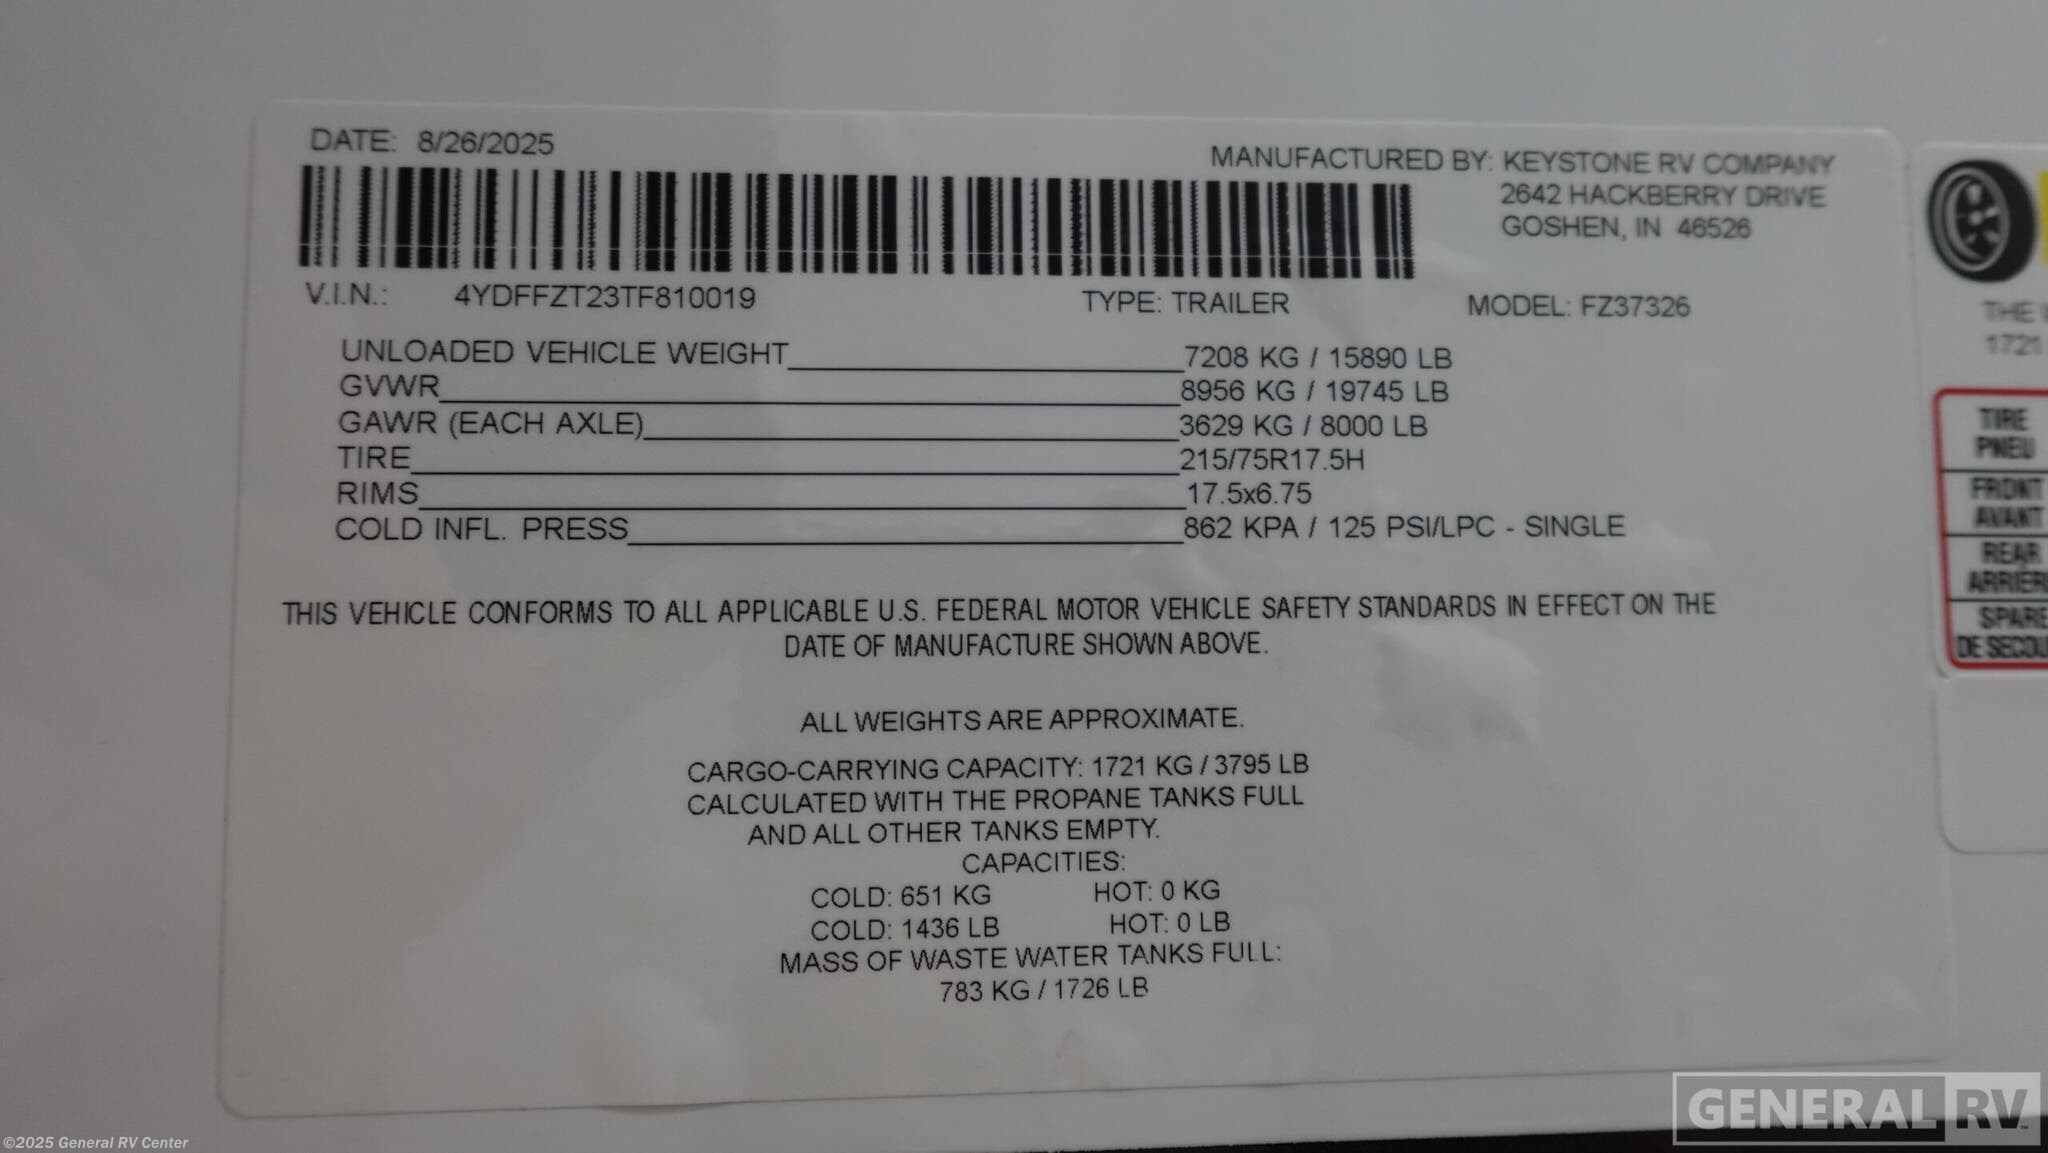 DATE: 8/26/2025
MANUFACTURED BY: KEYSTONE RV COMPANY
2642 HACKBERRY DRIVE
GOSHEN, IN 46526
V.I.N.: 4YDFFZT23TF810019 TYPE: TRAILER MODEL: FZ37326
UNLOADED VEHICLE WEIGHT 7208 KG / 15890 LB
GVWR 8956 KG / 19745 LB
GAWR (EACH AXLE) 3629 KG / 8000 LB
TIRE 215/75R17.5H
RIMS 17.5x6.75
COLD INFL. PRESS 862 KPA / 125 PSI/LPC - SINGLE
THIS VEHICLE CONFORMS TO ALL APPLICABLE U.S. FEDERAL MOTOR VEHICLE SAFETY STANDARDS IN EFFECT ON THE
DATE OF MANUFACTURE SHOWN ABOVE.
ALL WEIGHTS ARE APPROXIMATE.
CARGO-CARRYING CAPACITY: 1721 KG / 3795 LB
CALCULATED WITH THE PROPANE TANKS FULL
AND ALL OTHER TANKS EMPTY.
CAPACITIES:
COLD: 651 KG HOT: 0 KG
COLD: 1436 LB HOT: 0 LB
MASS OF WASTE WATER TANKS FULL:
783 KG / 1726 LB
THE
1721
TIRE
PNEU
FRONT
AVANT
REAR
SPARE
DE
GENERAL RV
©2025 General RV Center